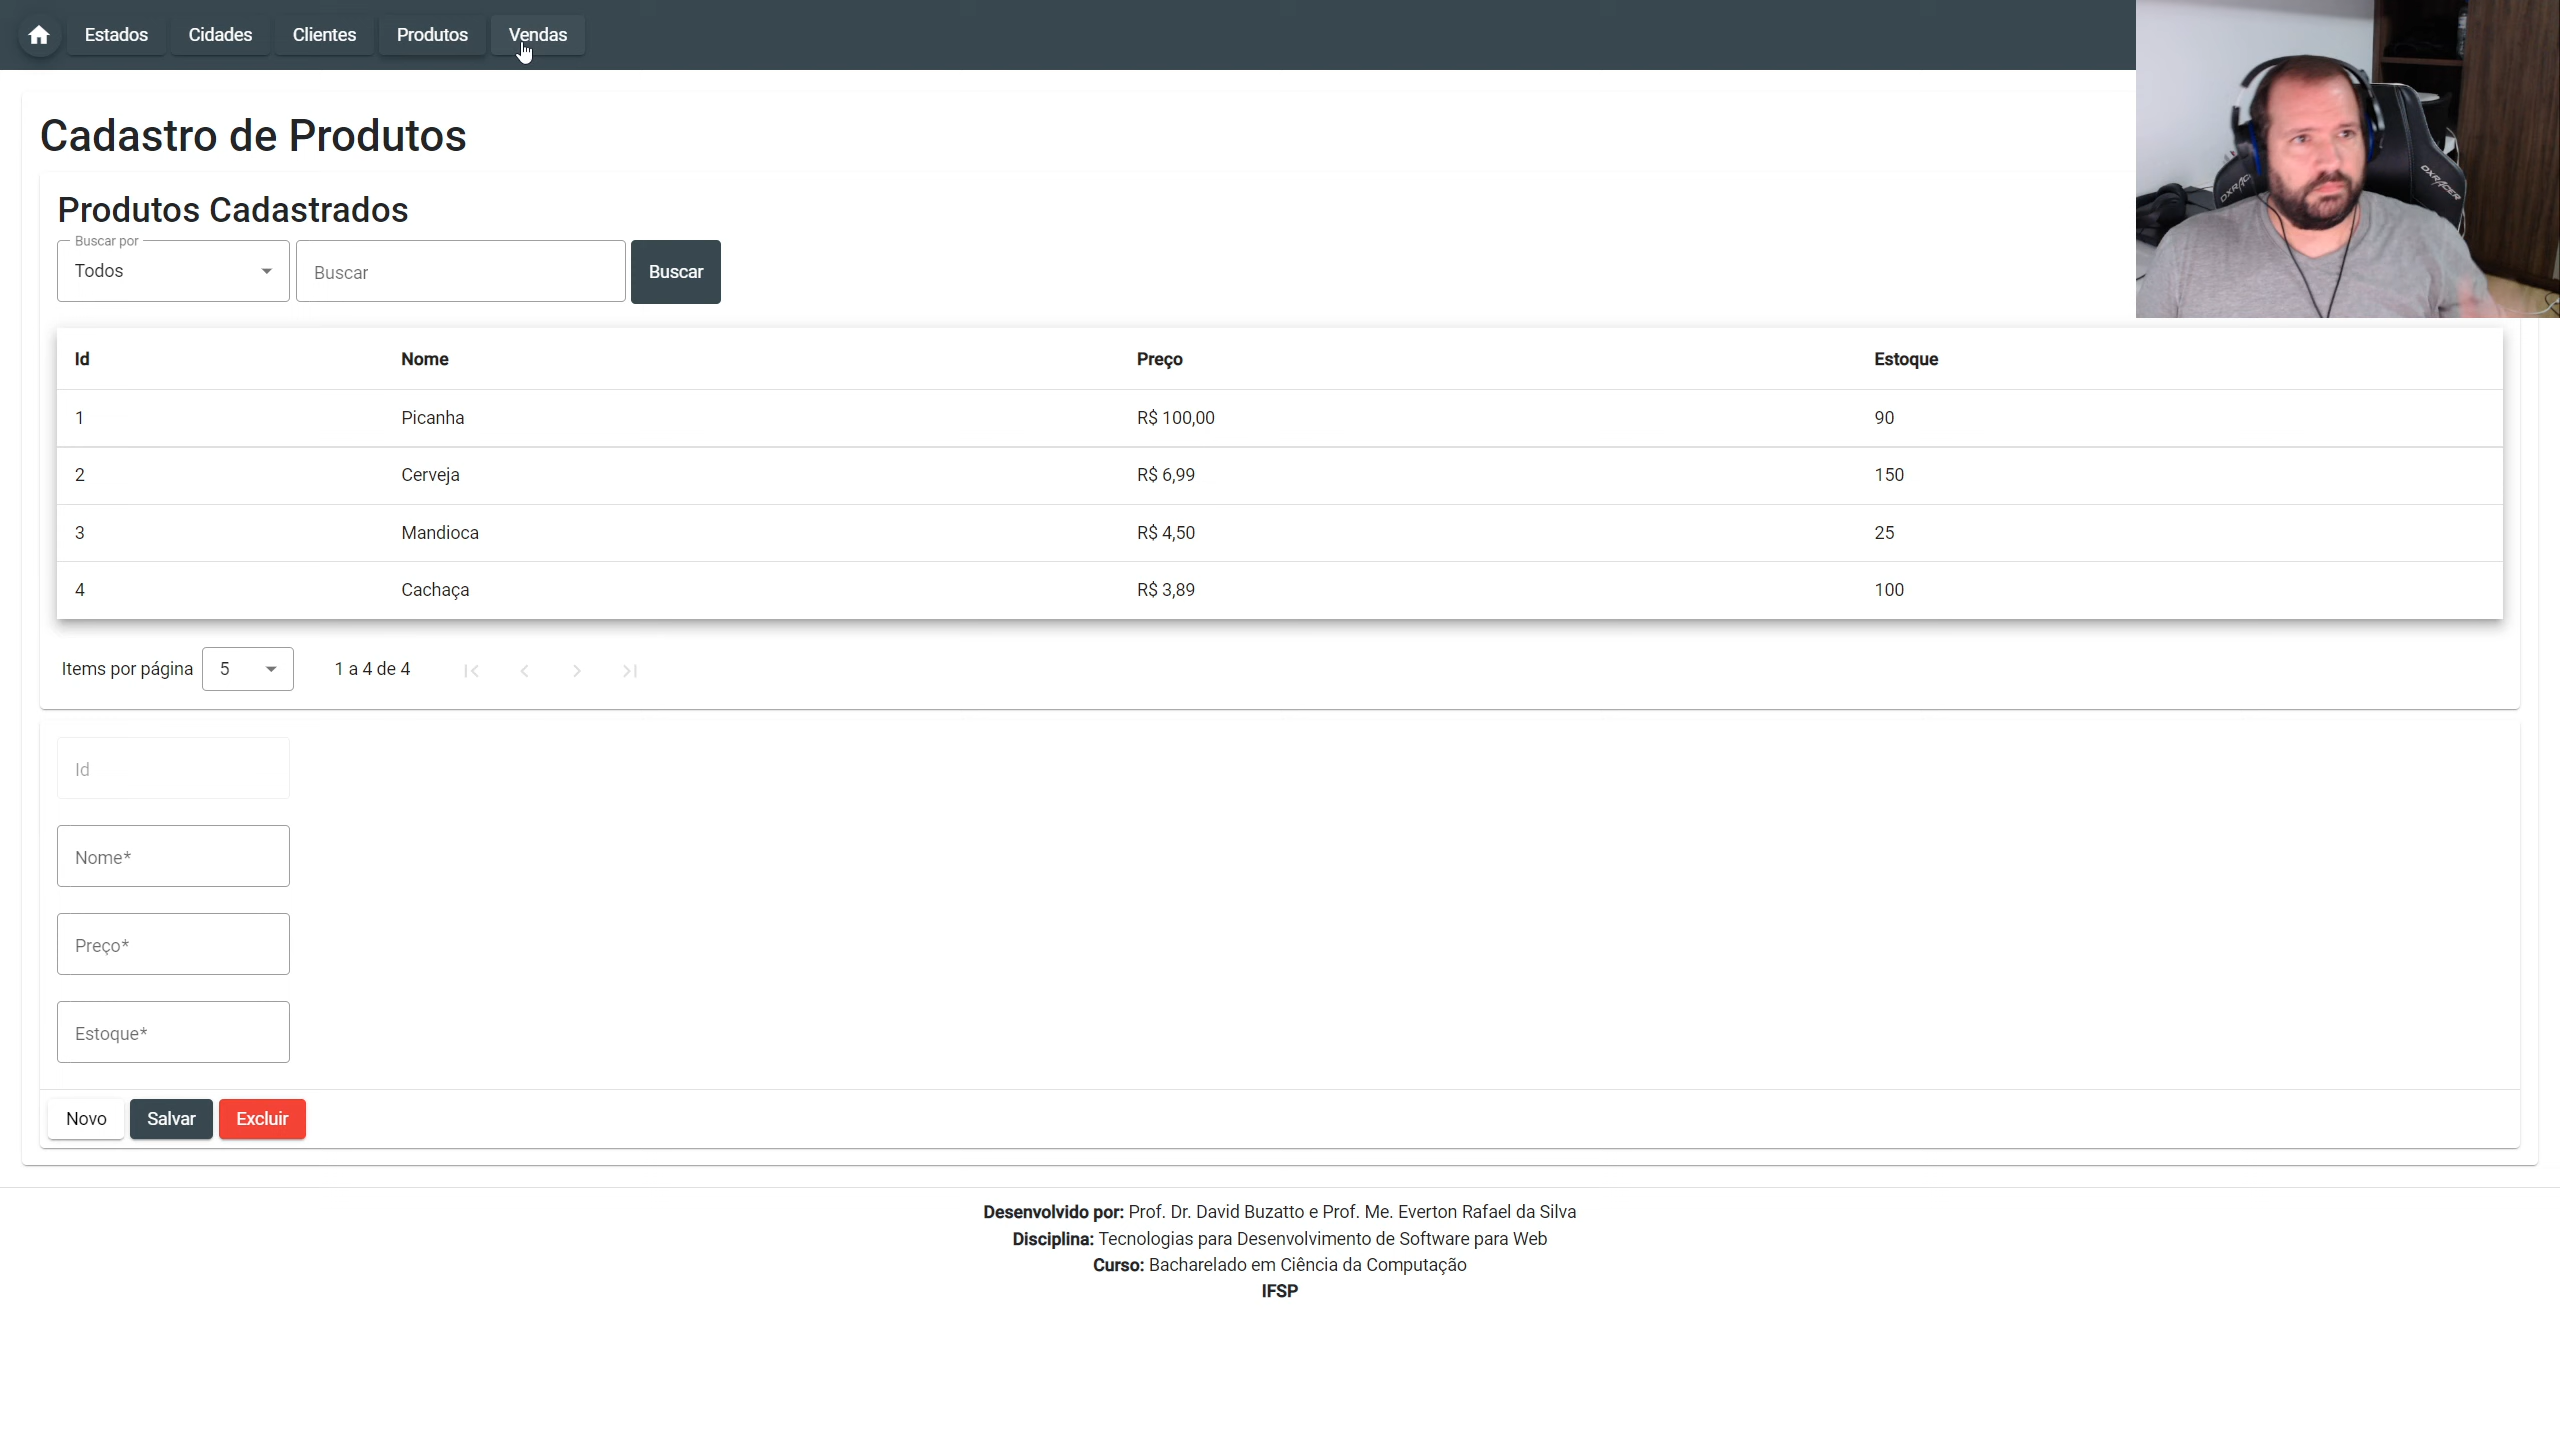 Estados Cidades Clientes Produtos Vendas
Cadastro de Produtos
Produtos Cadastrados
Buscar por
Todos Buscar Buscar
Id Nome Preço Estoque
1 Picanha R$ 100,00 90
2 Cerveja R$ 6,99 150
3 Mandioca R$ 4,50 25
4 Cachaça R$ 3,89 100
Items por página 5 1 a 4 de 4
Id
Nome*
Preço*
Estoque*
Novo Salvar Excluir
Desenvolvido por: Prof. Dr. David Buzatto e Prof. Me. Everton Rafael da Silva
Disciplina: Tecnologias para Desenvolvimento de Software para Web
Curso: Bacharelado em Ciência da Computação
IFSP
DXRACER